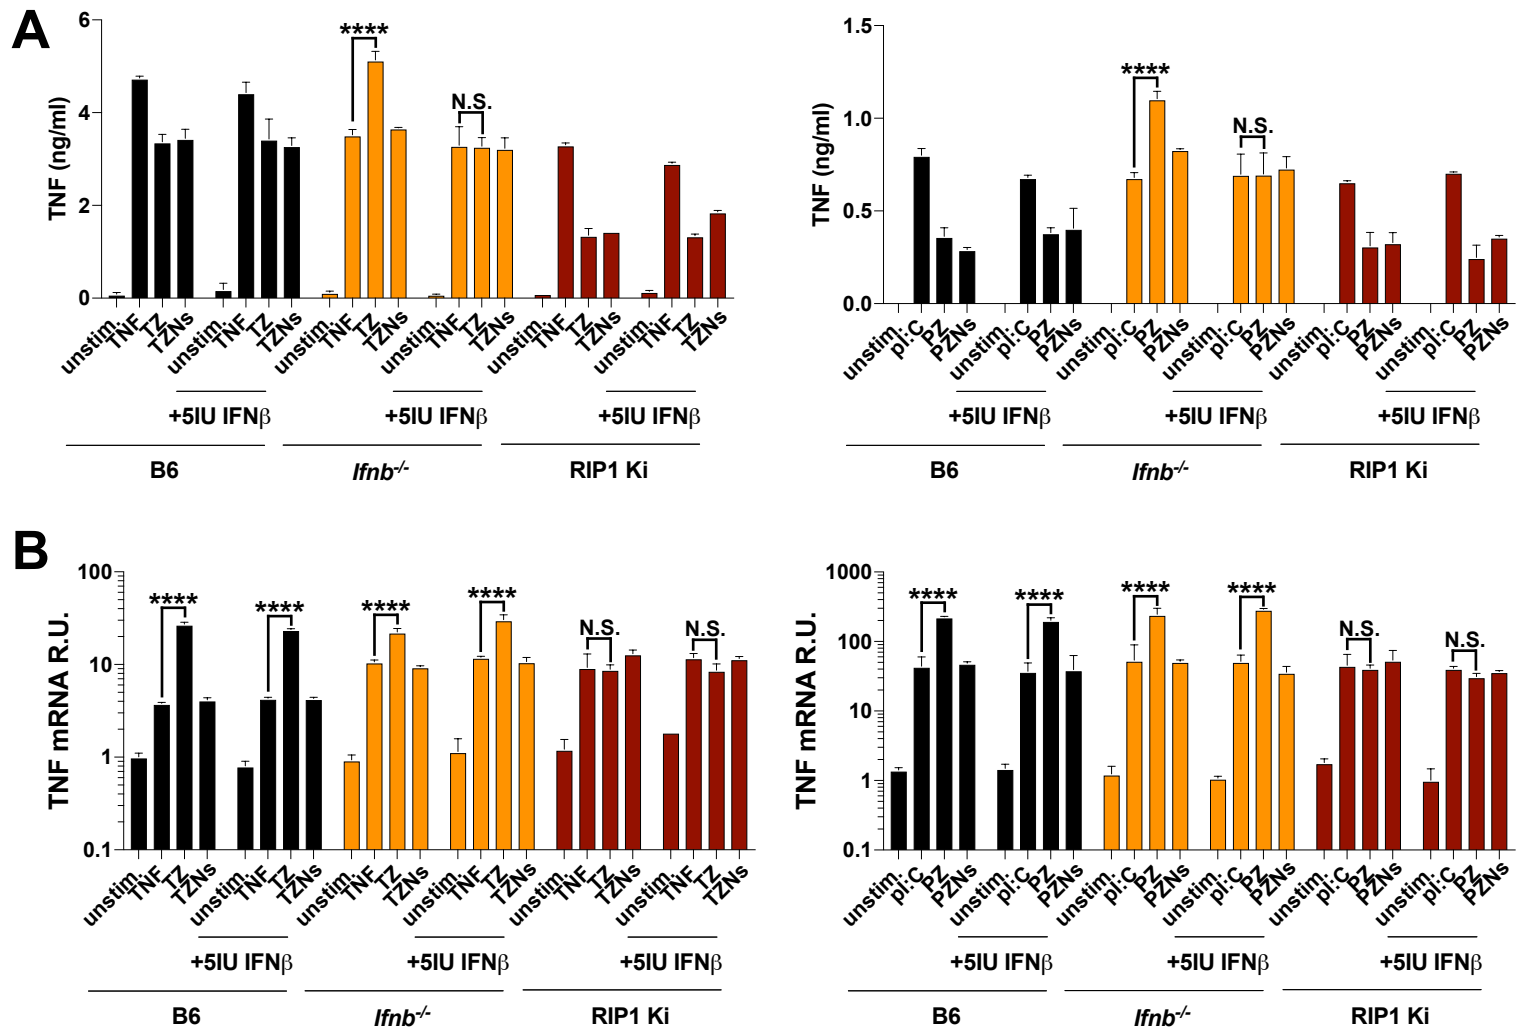 A
TNF (ng/ml)
6
4
2
0
****
N.S.
unstim. TNF TZ TZNs unstim. TNF TZ TZNs unstim. TNF TZ TZNs unstim. TNF TZ TZNs unstim. TNF TZ TZNs unstim. TNF TZ TZNs
+5IU IFNβ +5IU IFNβ +5IU IFNβ
B6 Ifnb-/- RIP1 Ki
TNF (ng/ml)
1.5
1.0
0.5
0.0
****
N.S.
unstim. pI:C PZ PZNs unstim. pI:C PZ PZNs unstim. pI:C PZ PZNs unstim. pI:C PZ PZNs unstim. pI:C PZ PZNs unstim. pI:C PZ PZNs
+5IU IFNβ +5IU IFNβ +5IU IFNβ
B6 Ifnb-/- RIP1 Ki
B
TNF mRNA R.U.
100
10
1
0.1
**** **** **** **** N.S. N.S.
unstim. TNF TZ TZNs unstim. TNF TZ TZNs unstim. TNF TZ TZNs unstim. TNF TZ TZNs unstim. TNF TZ TZNs unstim. TNF TZ TZNs
+5IU IFNβ +5IU IFNβ +5IU IFNβ
B6 Ifnb-/- RIP1 Ki
TNF mRNA R.U.
1000
100
10
1
0.1
**** **** **** **** N.S. N.S.
unstim. pI:C PZ PZNs unstim. pI:C PZ PZNs unstim. pI:C PZ PZNs unstim. pI:C PZ PZNs unstim. pI:C PZ PZNs unstim. pI:C PZ PZNs
+5IU IFNβ +5IU IFNβ +5IU IFNβ
B6 Ifnb-/- RIP1 Ki